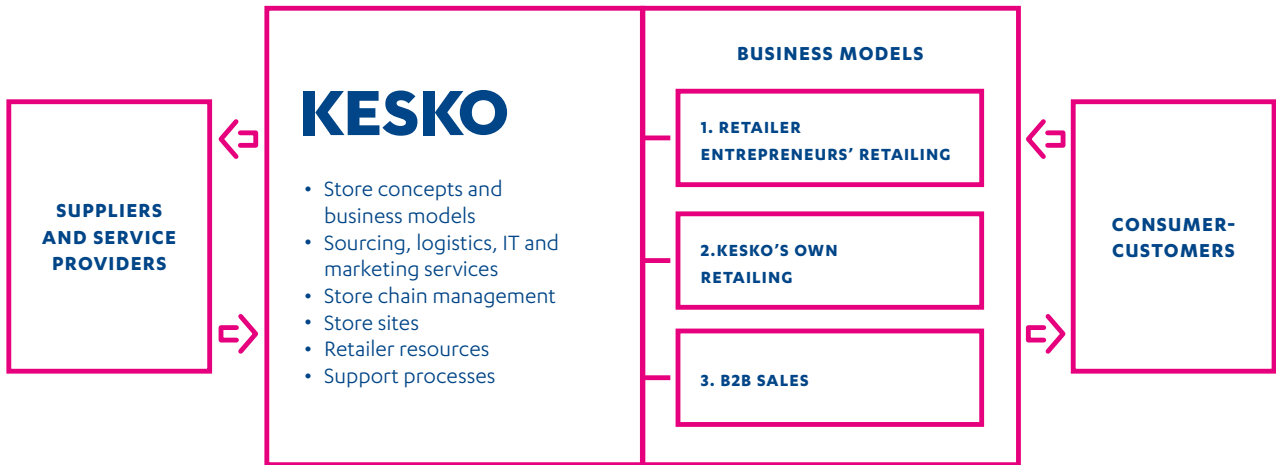 SUPPLIERS
AND SERVICE
PROVIDERS
KESKO
• Store concepts and
business models
• Sourcing, logistics, IT and
marketing services
• Store chain management
• Store sites
• Retailer resources
• Support processes
BUSINESS MODELS
1. RETAILER
ENTREPRENEURS’ RETAILING
2.KESKO’S OWN
RETAILING
3. B2B SALES
CONSUMER-
CUSTOMERS